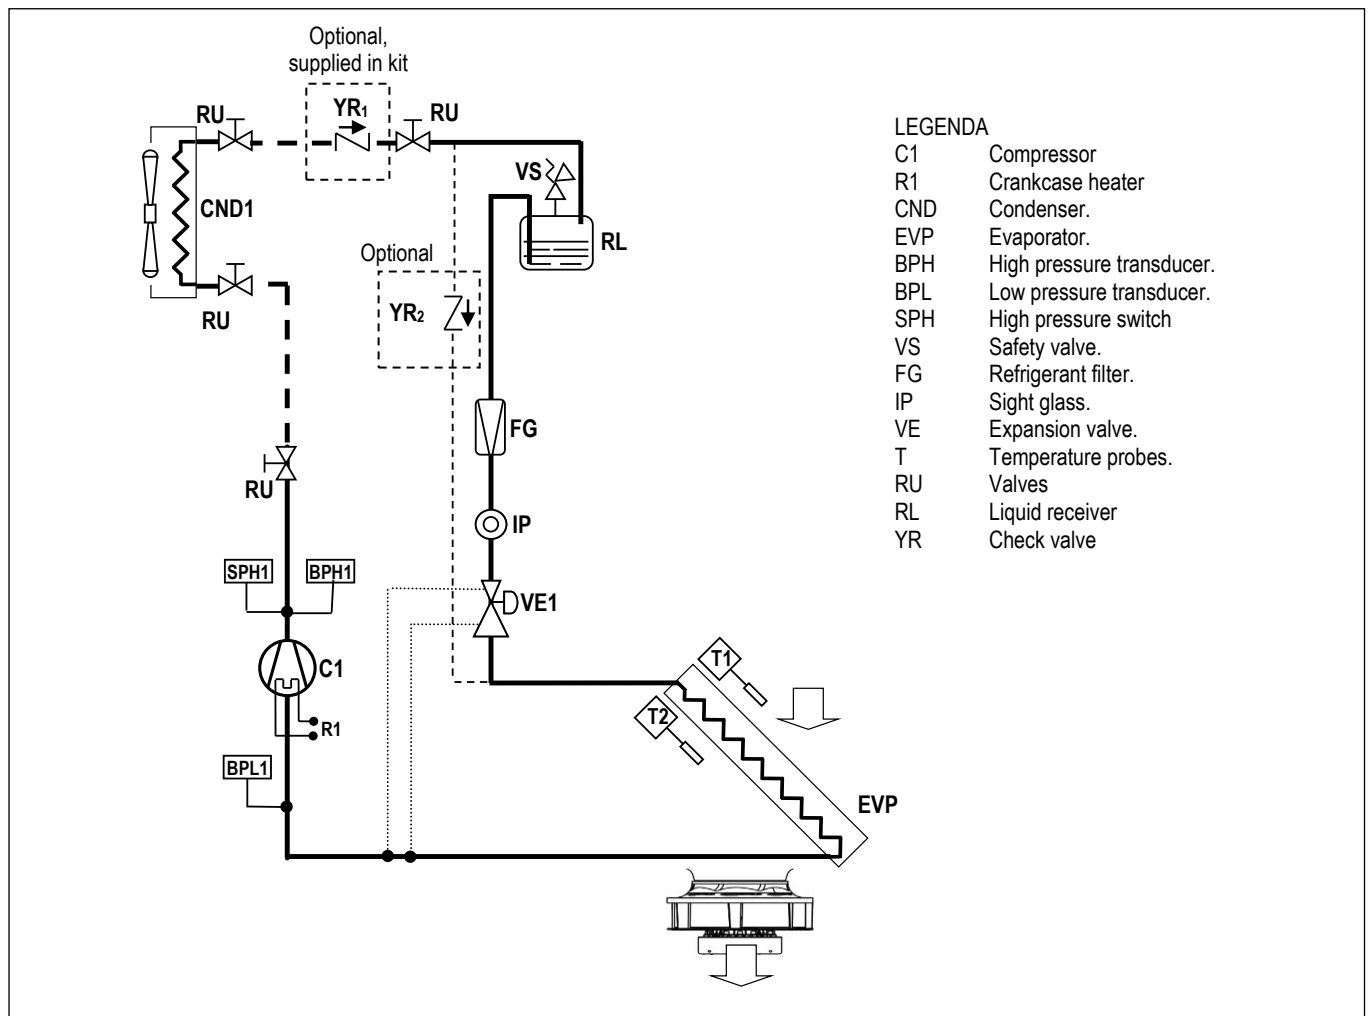 Optional,
supplied in kit
YR1
RU
RU
VS
CND1
RL
Optional
YR2
RU
FG
RU
IP
SPH1 BPH1
VE1
C1
T1
T2
R1
BPL1
EVP
LEGENDA
C1 Compressor
R1 Crankcase heater
CND Condenser.
EVP Evaporator.
BPH High pressure transducer.
BPL Low pressure transducer.
SPH High pressure switch
VS Safety valve.
FG Refrigerant filter.
IP Sight glass.
VE Expansion valve.
T Temperature probes.
RU Valves
RL Liquid receiver
YR Check valve